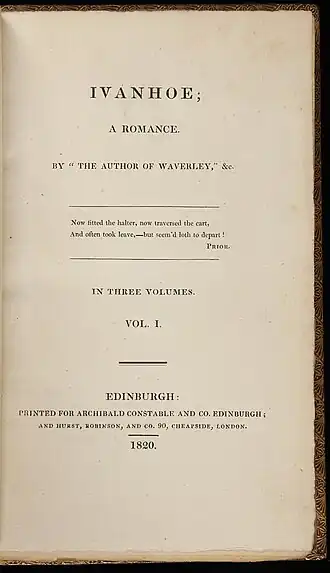 IVANHOE;
A ROMANCE.
BY “ THE AUTHOR OF WAVERLEY,” &c.
Now fitted the halter, now traversed the cart,
And often took leave,—but seem'd loth to depart!
PRIOR.
IN THREE VOLUMES.
VOL. I.
EDINBURGH:
PRINTED FOR ARCHIBALD CONSTABLE AND CO. EDINBURGH;
AND HURST, ROBINSON, AND CO. 90, CHEAPSIDE, LONDON.
1820.